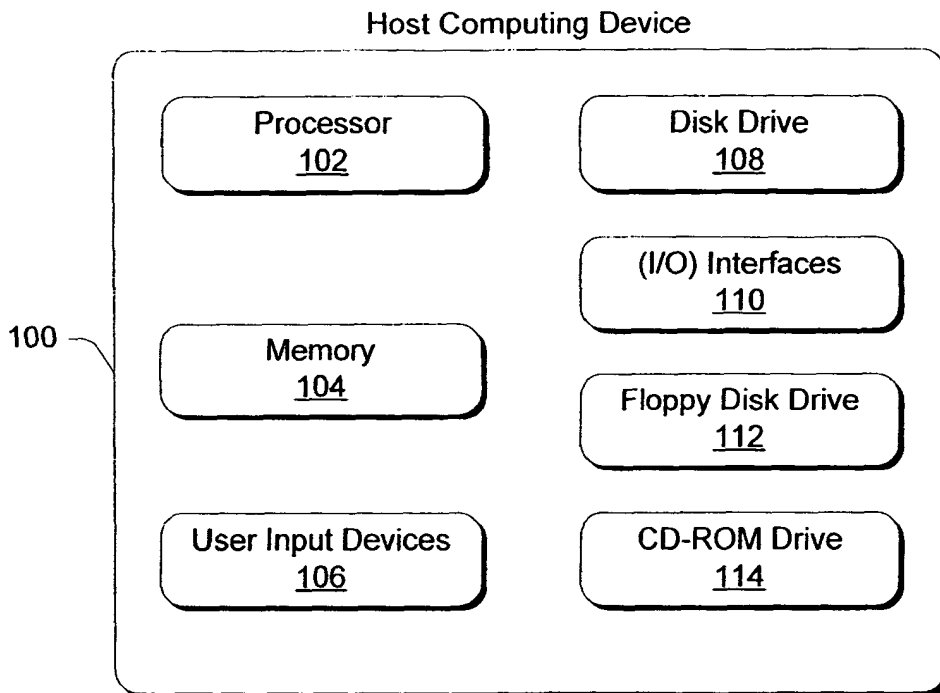 Host Computing Device
Processor
102
Disk Drive
108
(I/O) Interfaces
110
100
Memory
104
Floppy Disk Drive
112
User Input Devices
106
CD-ROM Drive
114